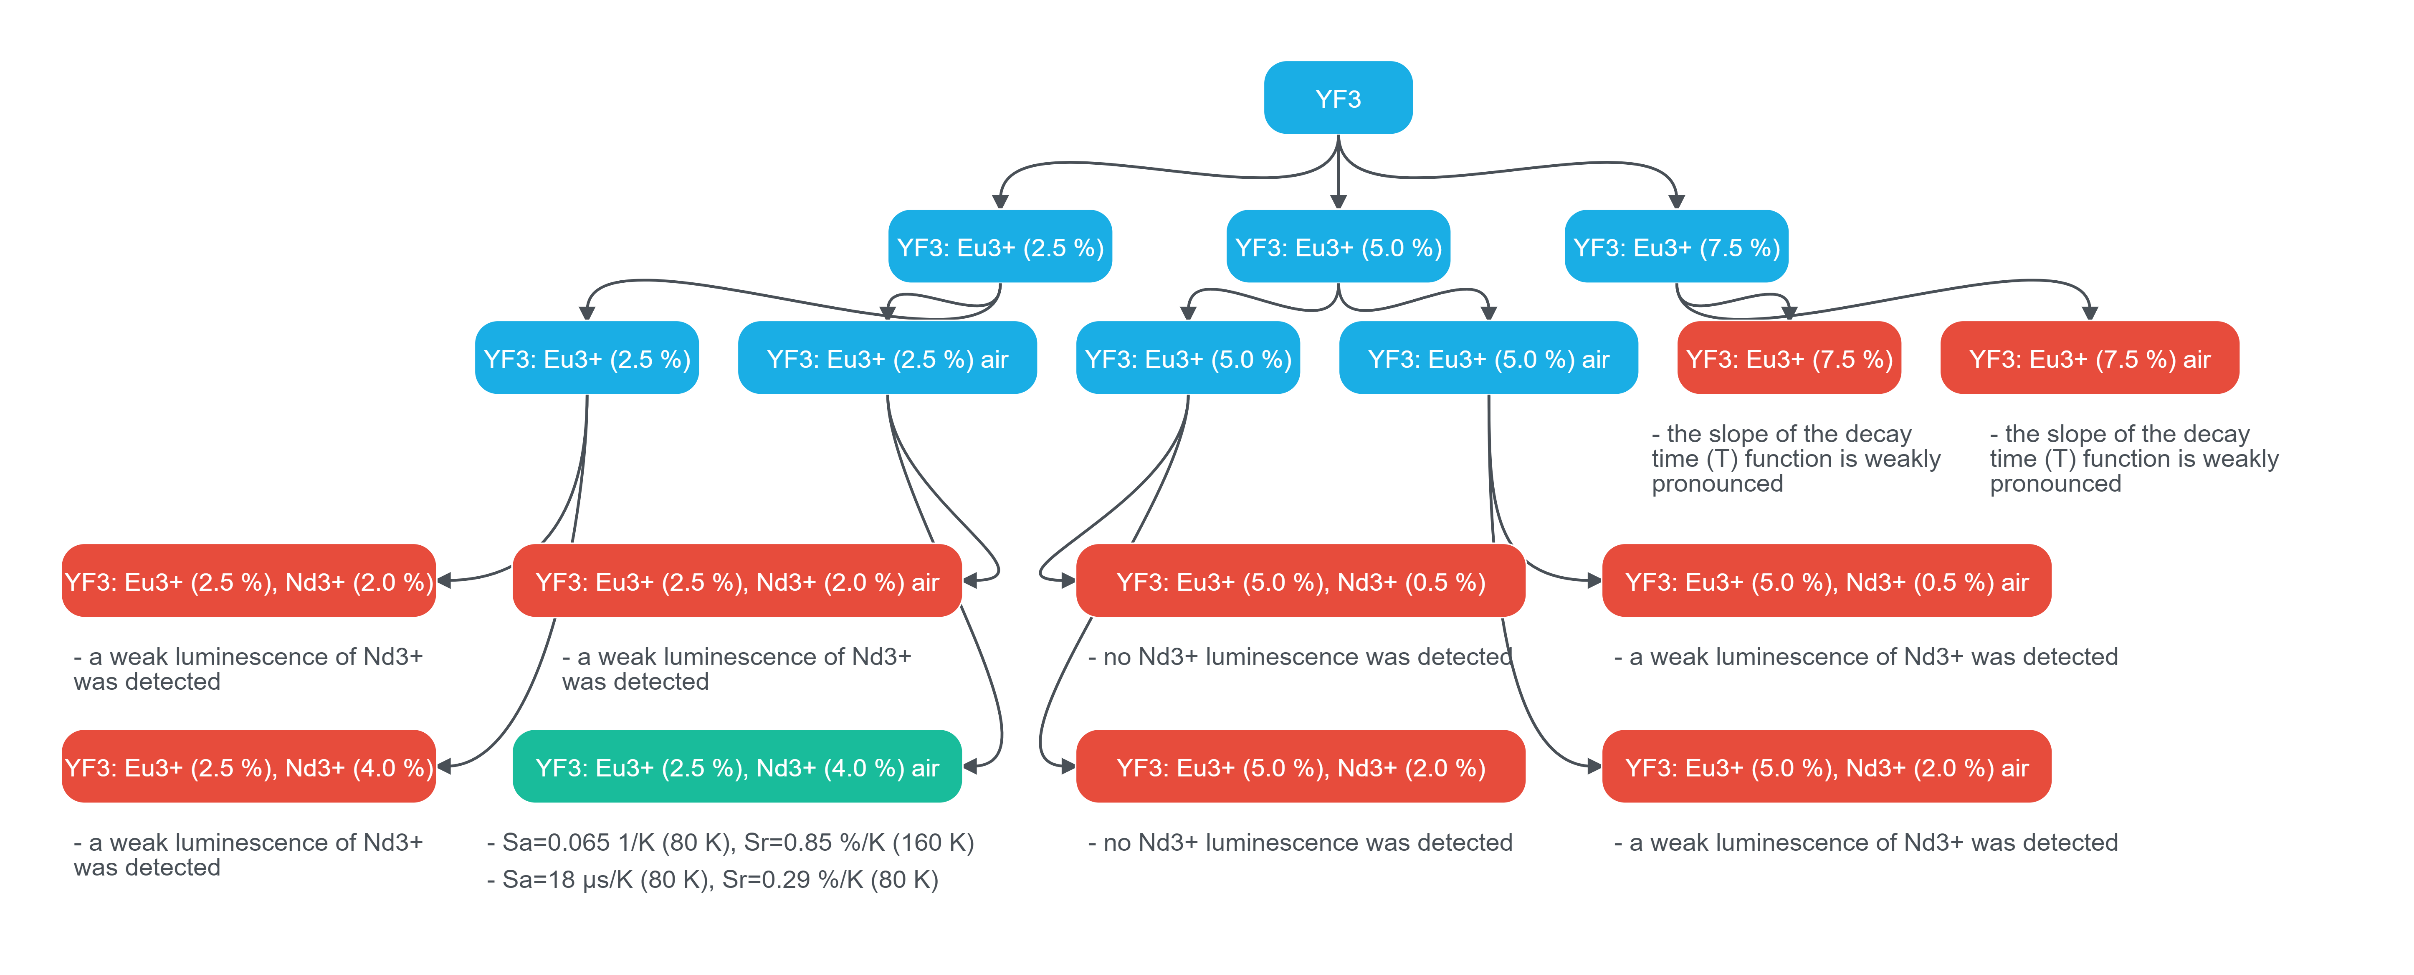 YF3
YF3: Eu3+ (2.5 %)
YF3: Eu3+ (5.0 %)
YF3: Eu3+ (7.5 %)
YF3: Eu3+ (2.5 %)
YF3: Eu3+ (2.5 %) air
YF3: Eu3+ (5.0 %)
YF3: Eu3+ (5.0 %) air
YF3: Eu3+ (7.5 %)
YF3: Eu3+ (7.5 %) air
- the slope of the decay
time (T) function is weakly
pronounced
- the slope of the decay
time (T) function is weakly
pronounced
YF3: Eu3+ (2.5 %), Nd3+ (2.0 %)
YF3: Eu3+ (2.5 %), Nd3+ (2.0 %) air
YF3: Eu3+ (5.0 %), Nd3+ (0.5 %)
YF3: Eu3+ (5.0 %), Nd3+ (0.5 %) air
- a weak luminescence of Nd3+
was detected
- a weak luminescence of Nd3+
was detected
- no Nd3+ luminescence was detected
- a weak luminescence of Nd3+ was detected
YF3: Eu3+ (2.5 %), Nd3+ (4.0 %)
YF3: Eu3+ (2.5 %), Nd3+ (4.0 %) air
YF3: Eu3+ (5.0 %), Nd3+ (2.0 %)
YF3: Eu3+ (5.0 %), Nd3+ (2.0 %) air
- a weak luminescence of Nd3+
was detected
- Sa=0.065 1/K (80 K), Sr=0.85 %/K (160 K)
- Sa=18 µs/K (80 K), Sr=0.29 %/K (80 K)
- no Nd3+ luminescence was detected
- a weak luminescence of Nd3+ was detected